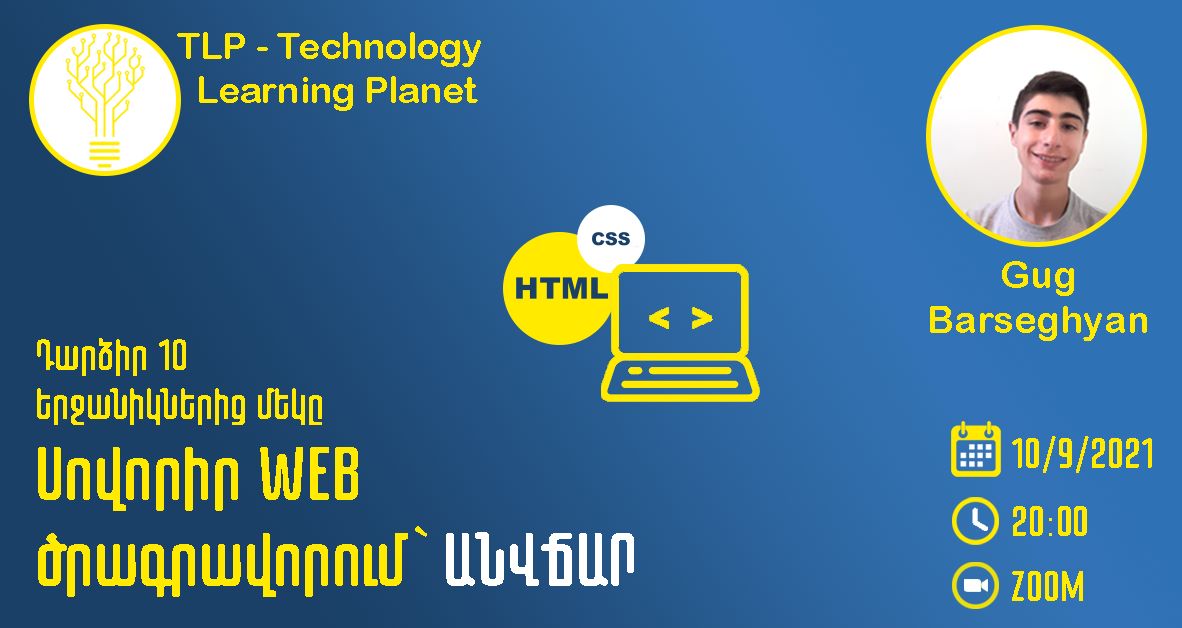 TLP - Technology
Learning Planet
Gug
Barseghyan
CSS
HTML
< >
Դարձիր 10
երջանիկներից մեկը
Սովորիր WEB
ծրագրավորում՝ ԱՆՎՃԱՐ
10/9/2021
20:00
ZOOM